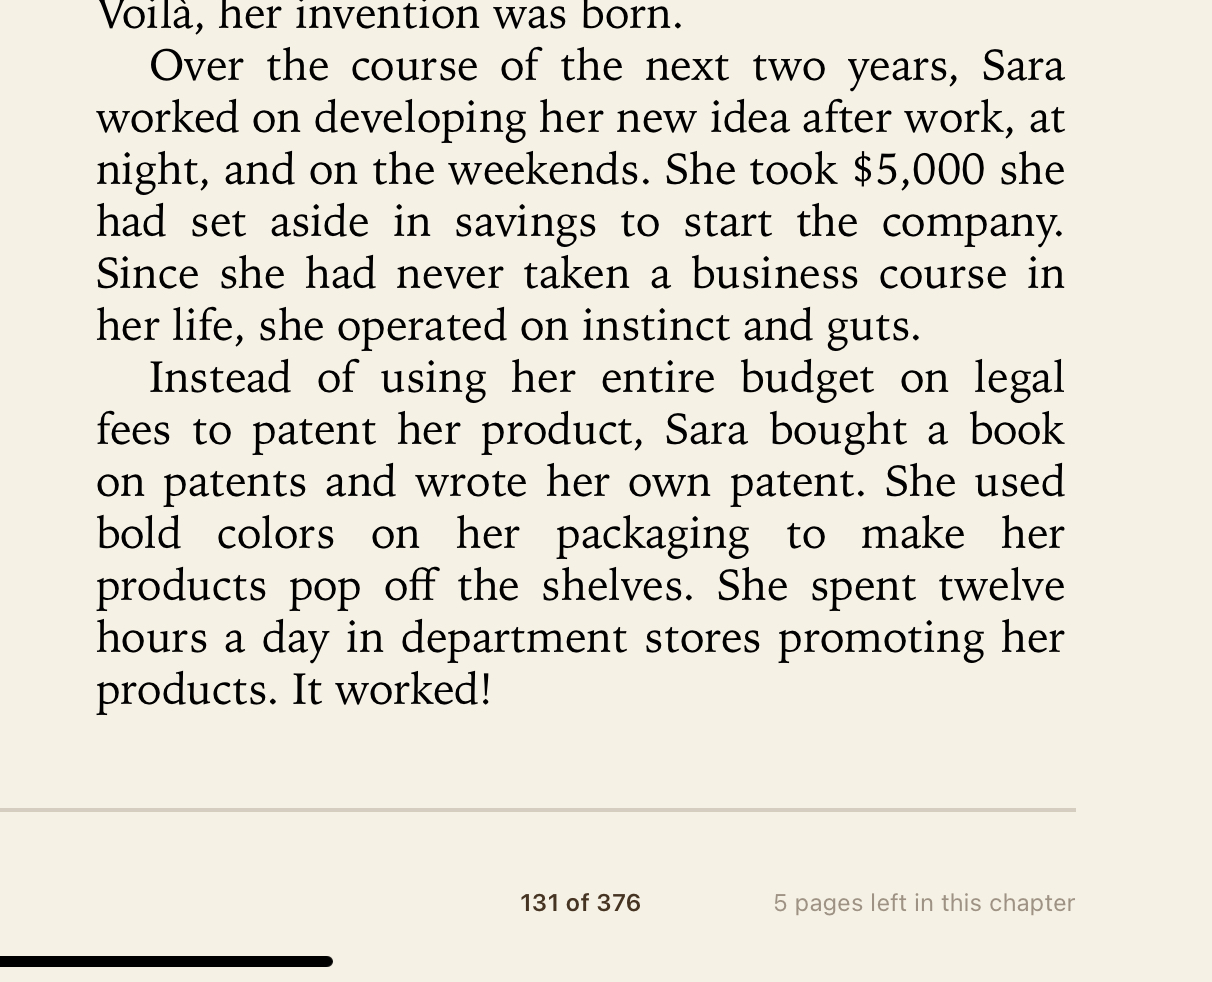 Voilà, her invention was born.
Over the course of the next two years, Sara
worked on developing her new idea after work, at
night, and on the weekends. She took $5,000 she
had set aside in savings to start the company.
Since she had never taken a business course in
her life, she operated on instinct and guts.
Instead of using her entire budget on legal
fees to patent her product, Sara bought a book
on patents and wrote her own patent. She used
bold colors on her packaging to make her
products pop off the shelves. She spent twelve
hours a day in department stores promoting her
products. It worked!
131 of 376
5 pages left in this chapter